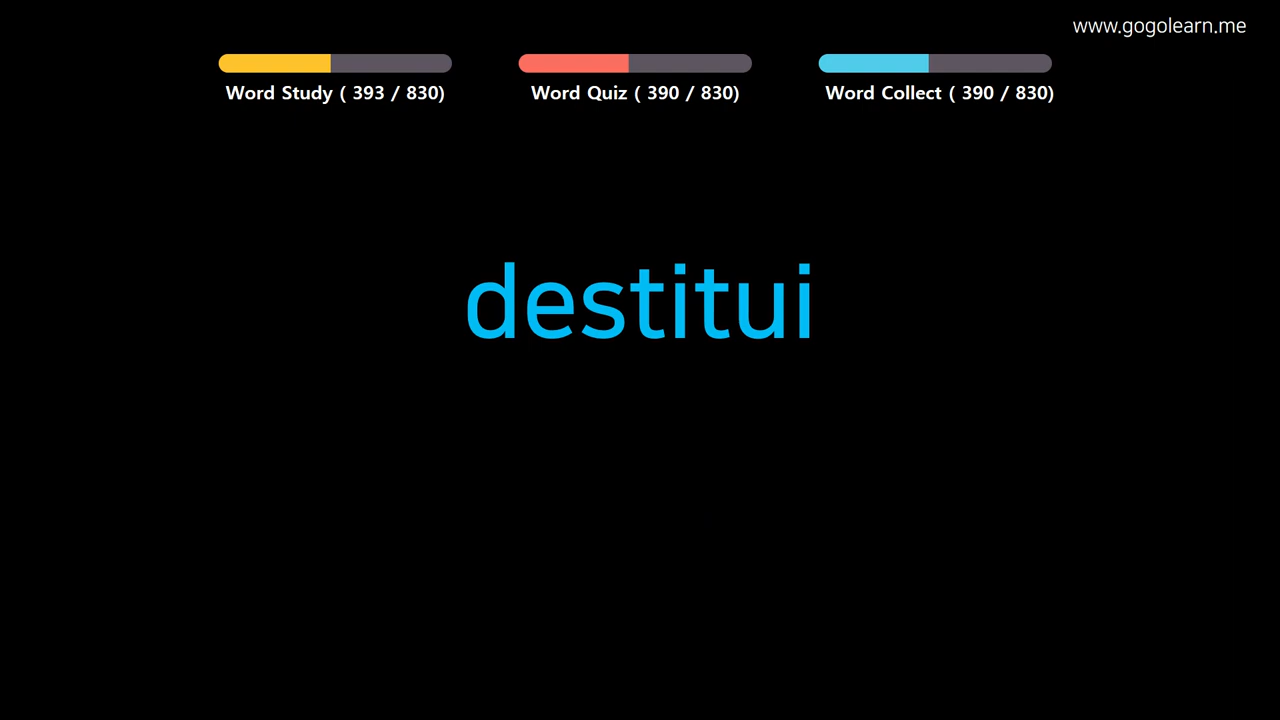 www.gogolearn.me
Word Study ( 393 / 830)
Word Quiz ( 390 / 830)
Word Collect ( 390 / 830)
destitui